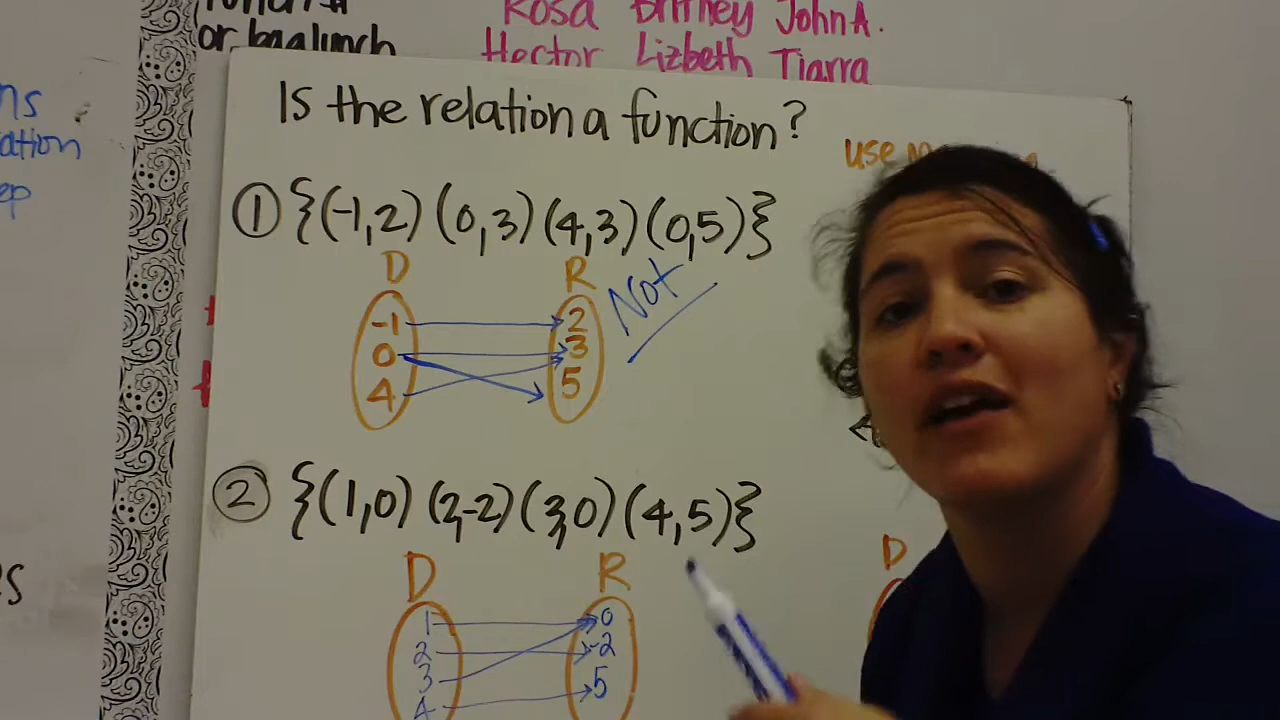 Rosa Britney John A.
or
Hector Lizbeth Tiarra
Is the relation a function?
use
① {(-1,2) (0,3) (4,3) (0,5)}
D R
Not
-1 2
0 3
4 5
② {(1,0) (2,-2) (3,0) (4,5)}
D R
D
1 0
2 -2
3 5
4